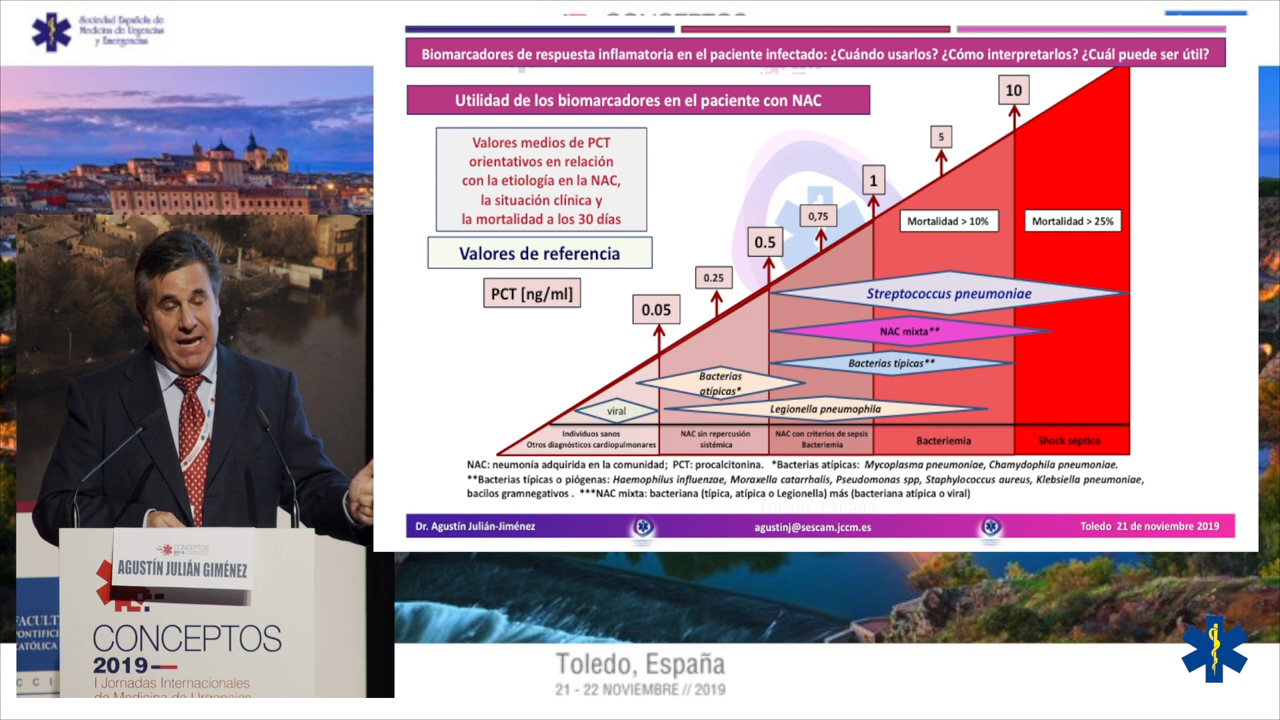 Sociedad Española de
Medicina de Urgencias
y Emergencias
Biomarcadores de respuesta inflamatoria en el paciente infectado: ¿Cuándo usarlos? ¿Cómo interpretarlos? ¿Cuál puede ser útil?
Utilidad de los biomarcadores en el paciente con NAC
Valores medios de PCT
orientativos en relación
con la etiología en la NAC,
la situación clínica y
la mortalidad a los 30 días
Valores de referencia
PCT [ng/ml]
0.05
0.25
0.5
0,75
1
5
10
Mortalidad > 10%
Mortalidad > 25%
Streptococcus pneumoniae
NAC mixta**
Bacterias típicas**
Bacterias
atípicas*
Legionella pneumophila
viral
Individuos sanos
Otros diagnósticos cardiopulmonares
NAC sin repercusión
sistémica
NAC con criterios de sepsis
Bacteriemia
Bacteriemia
Shock séptico
NAC: neumonía adquirida en la comunidad; PCT: procalcitonina. *Bacterias atípicas: Mycoplasma pneumoniae, Chamydophila pneumoniae.
**Bacterias típicas o piógenas: Haemophilus influenzae, Moraxella catarrhalis, Pseudomonas spp, Staphylococcus aureus, Klebsiella pneumoniae,
bacilos gramnegativos . ***NAC mixta: bacteriana (típica, atípica o Legionella) más (bacteriana atípica o viral)
Dr. Agustín Julián-Jiménez
agustinj@sescam.jccm.es
Toledo 21 de noviembre 2019
CONCEPTOS
AGUSTÍN JULIÁN GIMÉNEZ
CONCEPTOS
2019
I Jornadas Internacionales
de Medicina de Urgencias
FACULT
PONTIFICI
CATÓLICA
Toledo, España
21 - 22 NOVIEMBRE // 2019